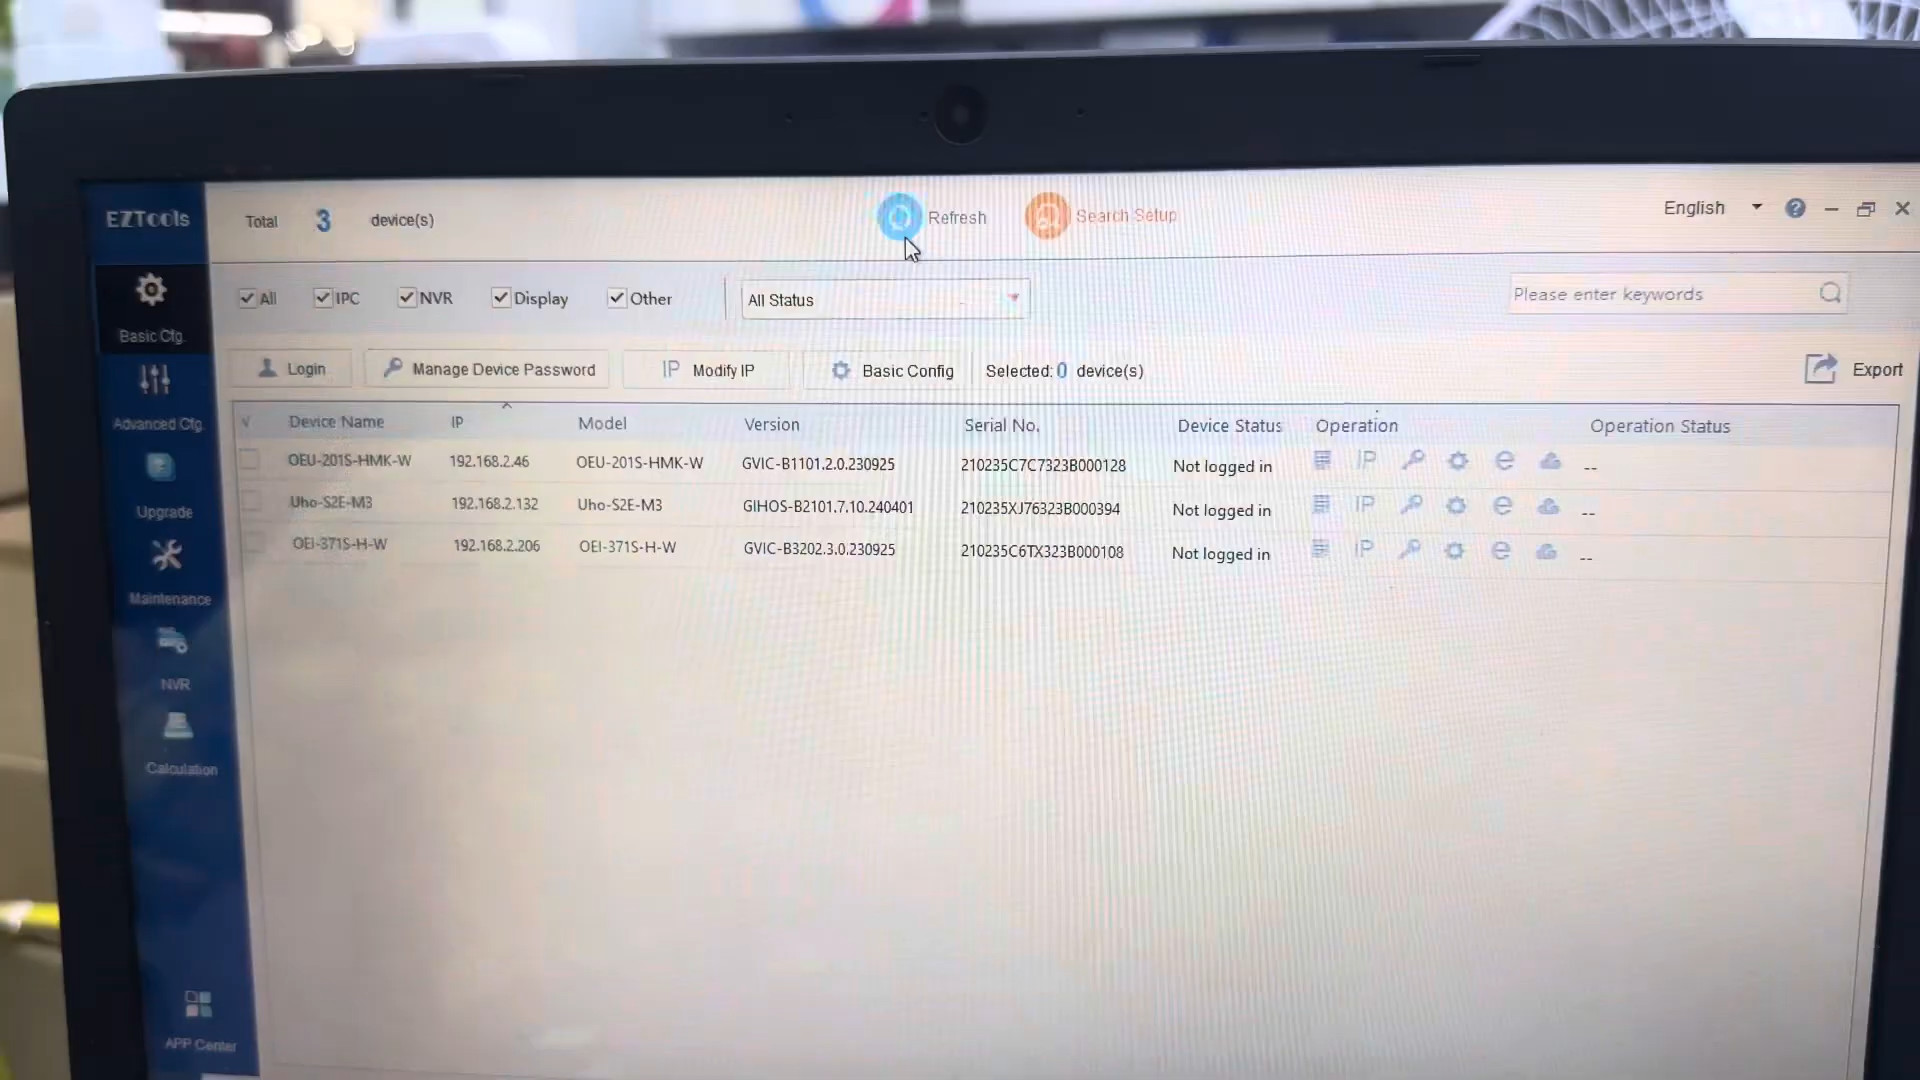 EZTools
Total 3 device(s)
Refresh
Search Setup
English
All IPC NVR Display Other
All Status
Please enter keywords
Login
Manage Device Password
IP Modify IP
Basic Config
Selected: 0 device(s)
Export
Basic Cfg.
Advanced Cfg.
Upgrade
Maintenance
NVR
Calculation
APP Center
√ Device Name IP Model Version Serial No. Device Status Operation Operation Status
OEU-201S-HMK-W 192.168.2.46 OEU-201S-HMK-W GVIC-B1101.2.0.230925 210235C7C7323B000128 Not logged in IP --
Uho-S2E-M3 192.168.2.132 Uho-S2E-M3 GIHOS-B2101.7.10.240401 210235XJ76323B000394 Not logged in IP --
OEI-371S-H-W 192.168.2.206 OEI-371S-H-W GVIC-B3202.3.0.230925 210235C6TX323B000108 Not logged in IP --